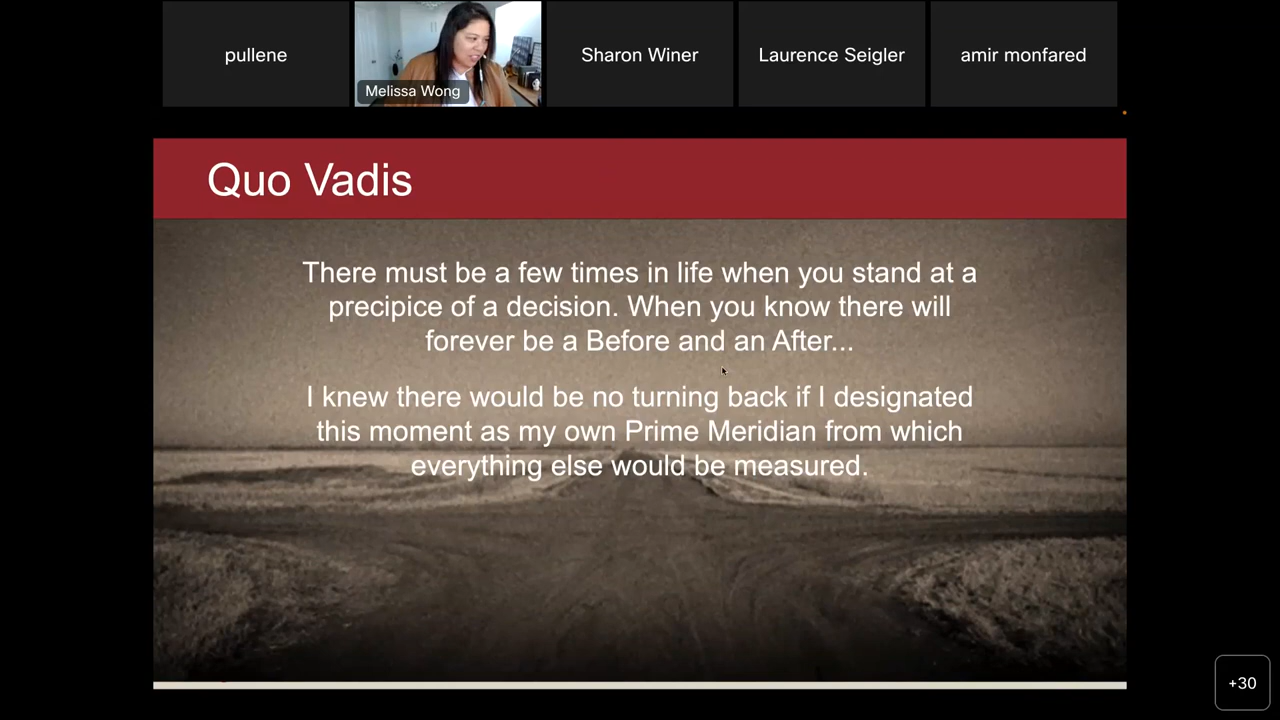 pullene
Melissa Wong
Sharon Winer
Laurence Seigler
amir monfared
Quo Vadis
There must be a few times in life when you stand at a
precipice of a decision. When you know there will
forever be a Before and an After...
I knew there would be no turning back if I designated
this moment as my own Prime Meridian from which
everything else would be measured.
+30